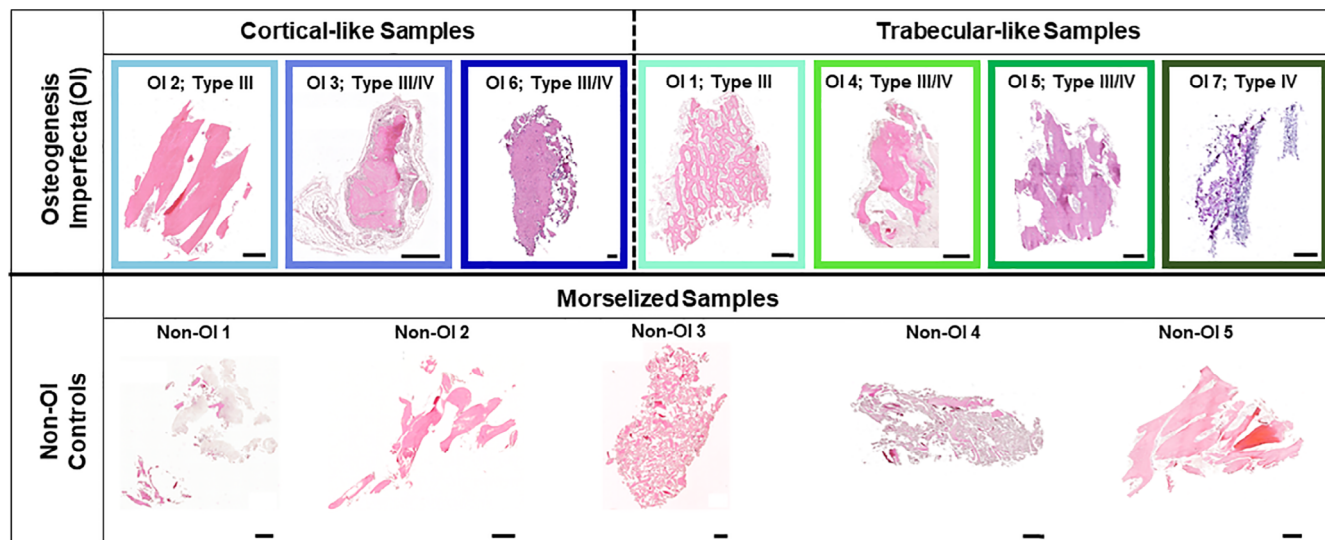 Cortical-like Samples
Trabecular-like Samples
Osteogenesis
Imperfecta (OI)
OI 2; Type III
OI 3; Type III/IV
OI 6; Type III/IV
OI 1; Type III
OI 4; Type III/IV
OI 5; Type III/IV
OI 7; Type IV
Morselized Samples
Non-OI
Controls
Non-OI 1
Non-OI 2
Non-OI 3
Non-OI 4
Non-OI 5